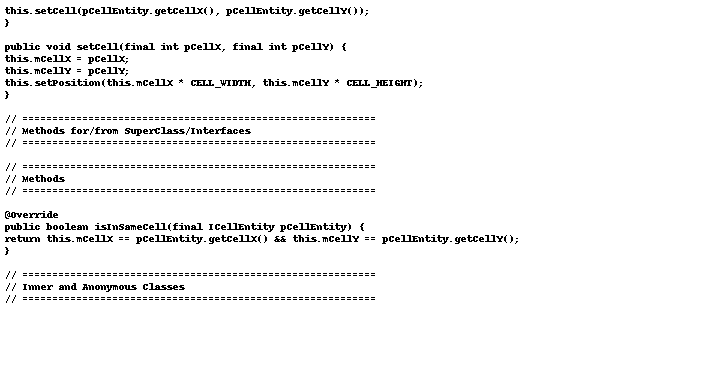 this.setCell(pCellEntity.getCellX(), pCellEntity.getCellY());
}
public void setCell(final int pCellX, final int pCellY) {
this.mCellX = pCellX;
this.mCellY = pCellY;
this.setPosition(this.mCellX * CELL_WIDTH, this.mCellY * CELL_HEIGHT);
}
// ===========================================================
// Methods for/from SuperClass/Interfaces
// ===========================================================
// ===========================================================
// Methods
// ===========================================================
@Override
public boolean isInSameCell(final ICellEntity pCellEntity) {
return this.mCellX == pCellEntity.getCellX() && this.mCellY == pCellEntity.getCellY();
}
// ===========================================================
// Inner and Anonymous Classes
// ===========================================================